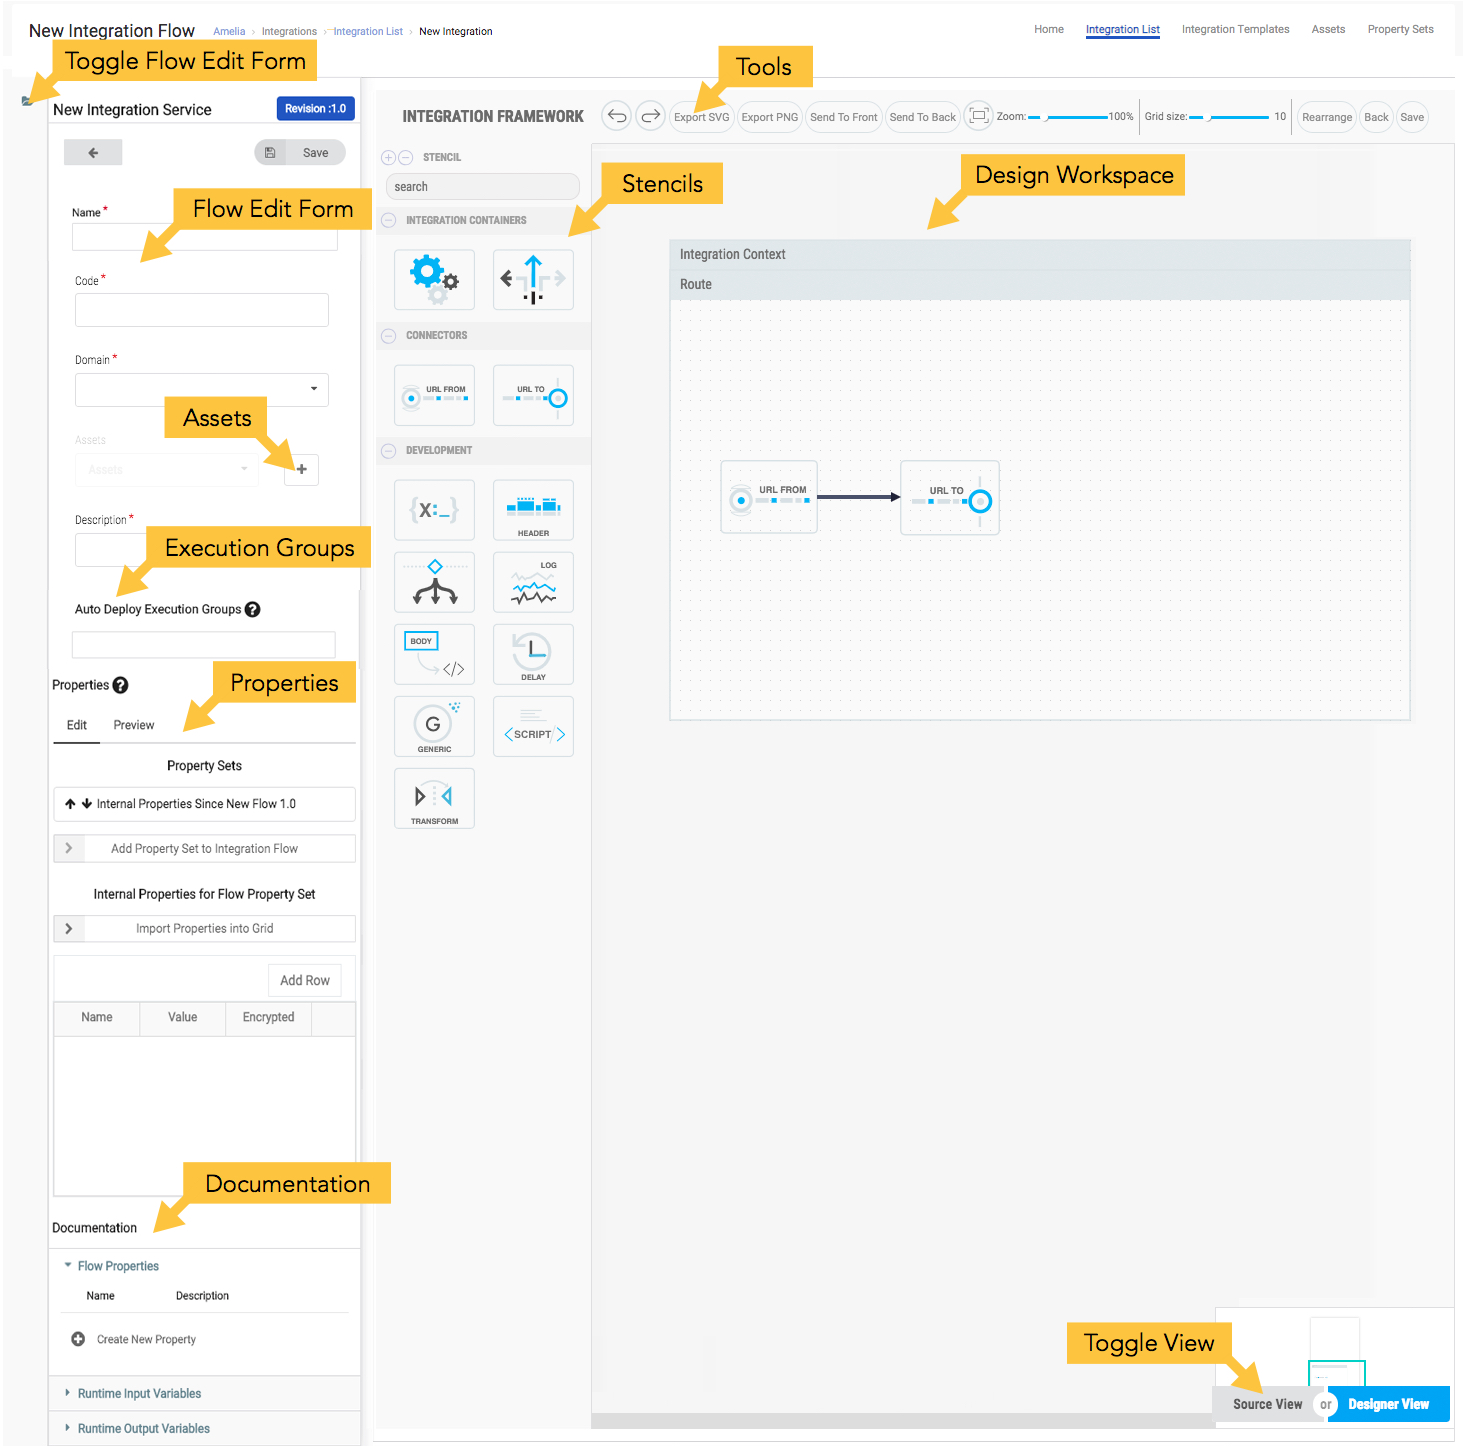 New Integration Flow
Amelia › Integrations › Integration List › New Integration
Home Integration List Integration Templates Assets Property Sets
Toggle Flow Edit Form
New Integration Service
Revision :1.0
Save
Name *
Flow Edit Form
Code *
Domain *
Assets
Assets
Assets
Description *
Execution Groups
Auto Deploy Execution Groups ?
Properties ?
Properties
Edit Preview
Property Sets
Internal Properties Since New Flow 1.0
Add Property Set to Integration Flow
Internal Properties for Flow Property Set
Import Properties into Grid
Add Row
Name Value Encrypted
Documentation
Documentation
Flow Properties
Name Description
Create New Property
Runtime Input Variables
Runtime Output Variables
Tools
INTEGRATION FRAMEWORK
Export SVG Export PNG Send To Front Send To Back Zoom: 100% Grid size: 10 Rearrange Back Save
STENCIL
search
Stencils
INTEGRATION CONTAINERS
CONNECTORS
URL FROM
URL TO
DEVELOPMENT
{X:_}
HEADER
LOG
BODY
</>
DELAY
G
GENERIC
<SCRIPT/>
TRANSFORM
Design Workspace
Integration Context
Route
URL FROM
URL TO
Toggle View
Source View or Designer View